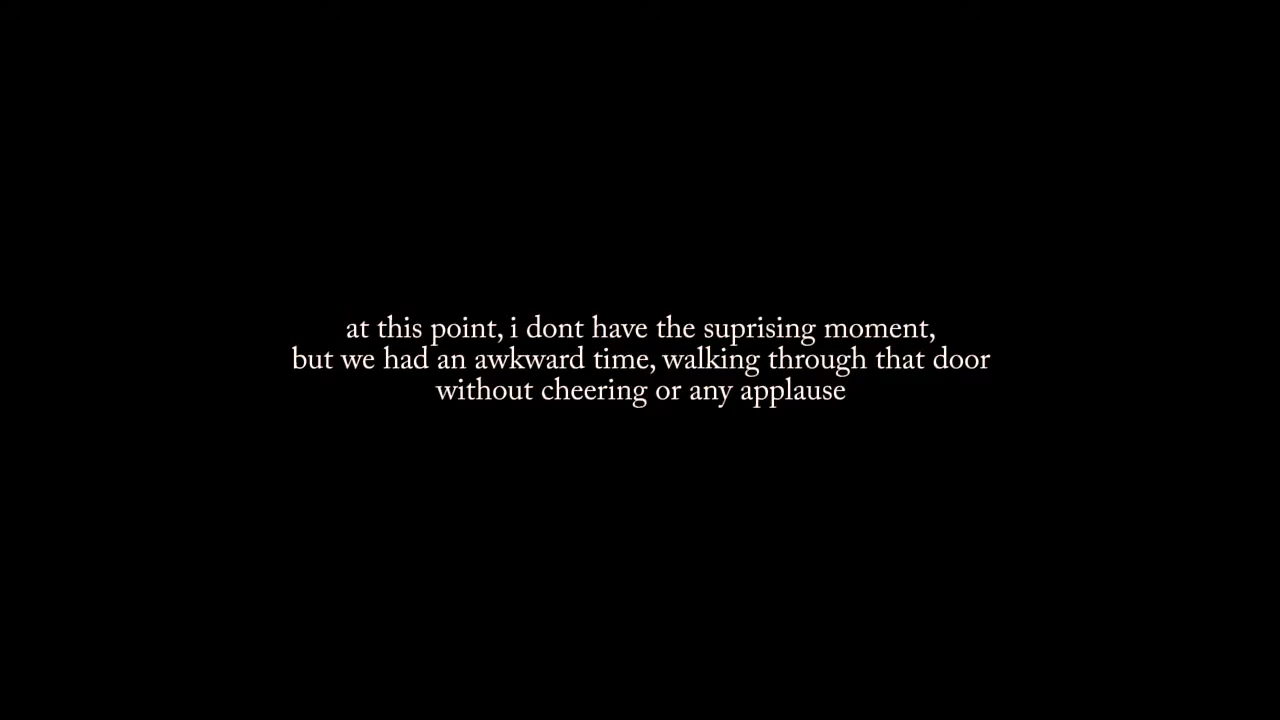 at this point, i dont have the suprising moment,
but we had an awkward time, walking through that door
without cheering or any applause